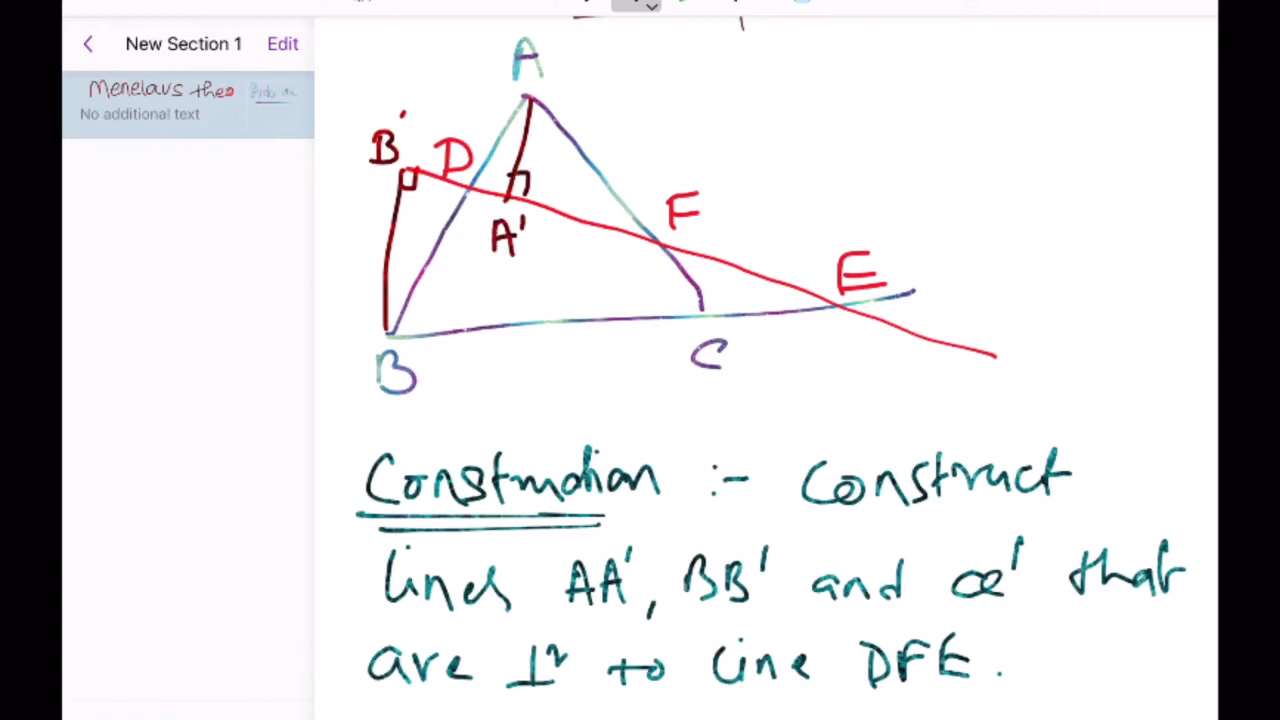 New Section 1 Edit
Menelaus theo
No additional text
A
B'
D
A'
F
E
B
C
Construction :- Construct
lines AA', BB' and CC' that
are ⊥r to line DFE.